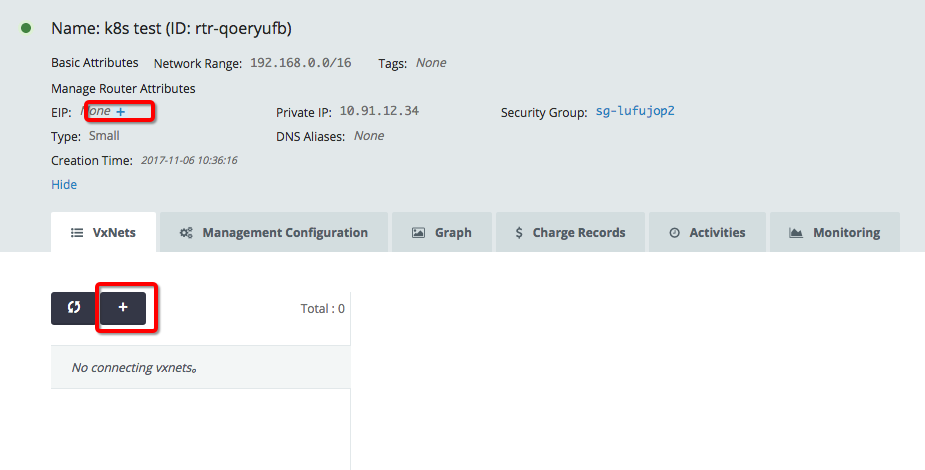 Name: k8s test (ID: rtr-qoeryufb)
Basic Attributes Network Range: 192.168.0.0/16 Tags: None
Manage Router Attributes
EIP: None + Private IP: 10.91.12.34 Security Group: sg-lufujop2
Type: Small DNS Aliases: None
Creation Time: 2017-11-06 10:36:16
Hide
VxNets Management Configuration Graph $ Charge Records Activities Monitoring
+ Total : 0
No connecting vxnets。